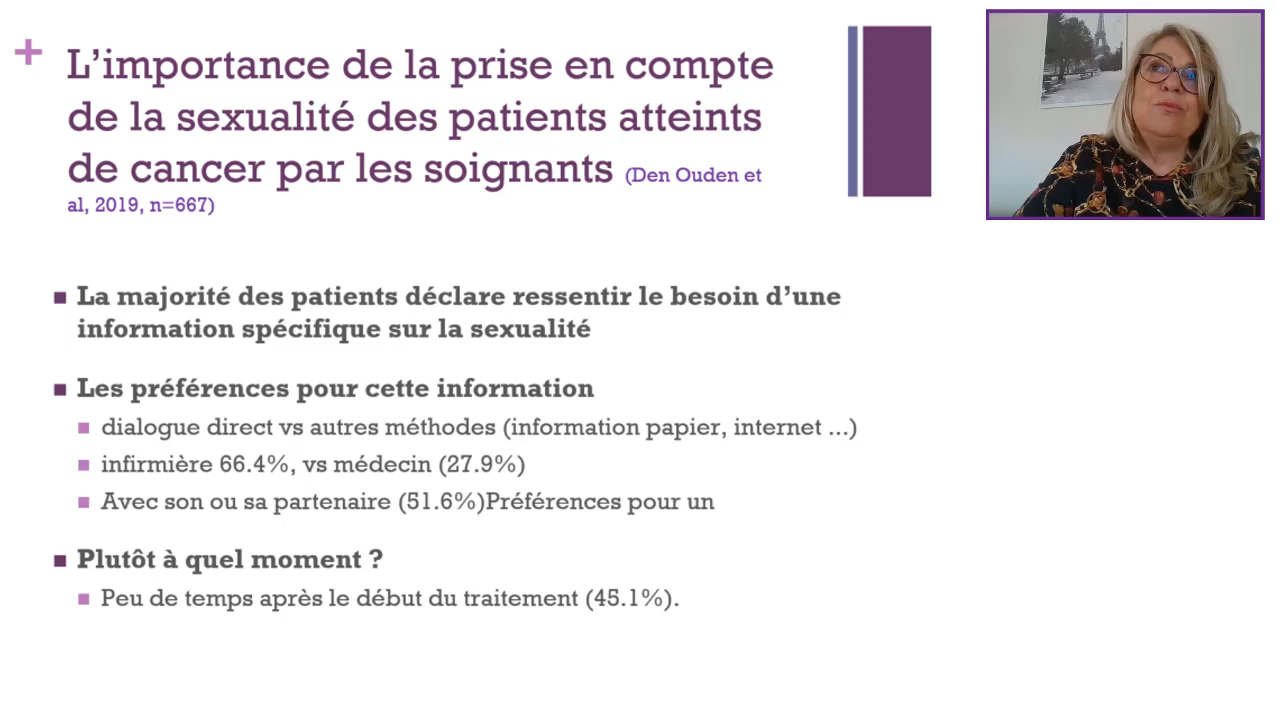 +
L’importance de la prise en compte
de la sexualité des patients atteints
de cancer par les soignants (Den Ouden et
al, 2019, n=667)
La majorité des patients déclare ressentir le besoin d’une
information spécifique sur la sexualité
Les préférences pour cette information
dialogue direct vs autres méthodes (information papier, internet ...)
infirmière 66.4%, vs médecin (27.9%)
Avec son ou sa partenaire (51.6%)Préférences pour un
Plutôt à quel moment ?
Peu de temps après le début du traitement (45.1%).